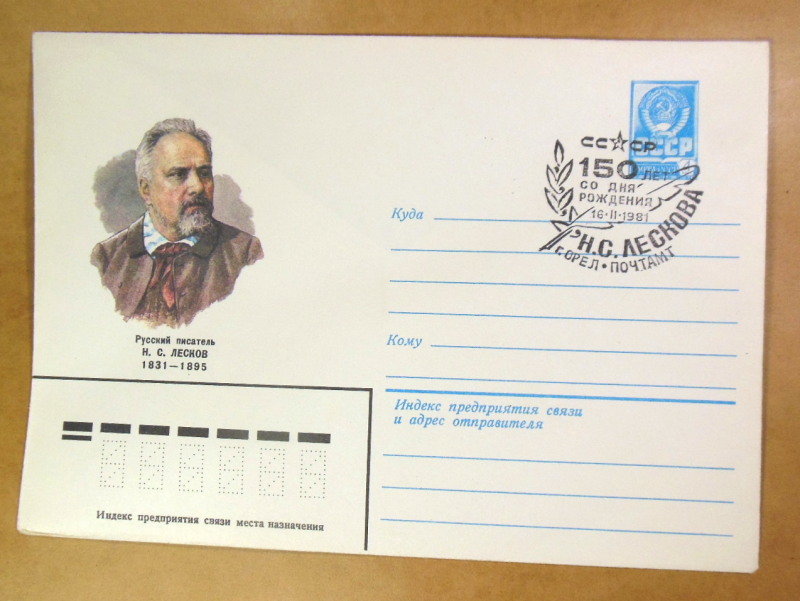 Русский писатель
Н. С. ЛЕСКОВ
1831—1895
СССР
СССР
150 ЛЕТ
СО ДНЯ
РОЖДЕНИЯ
16·II·1981
Н.С. ЛЕСКОВА
Г.ОРЕЛ • ПОЧТАМТ
Куда
Кому
Индекс предприятия связи
и адрес отправителя
Индекс предприятия связи места назначения